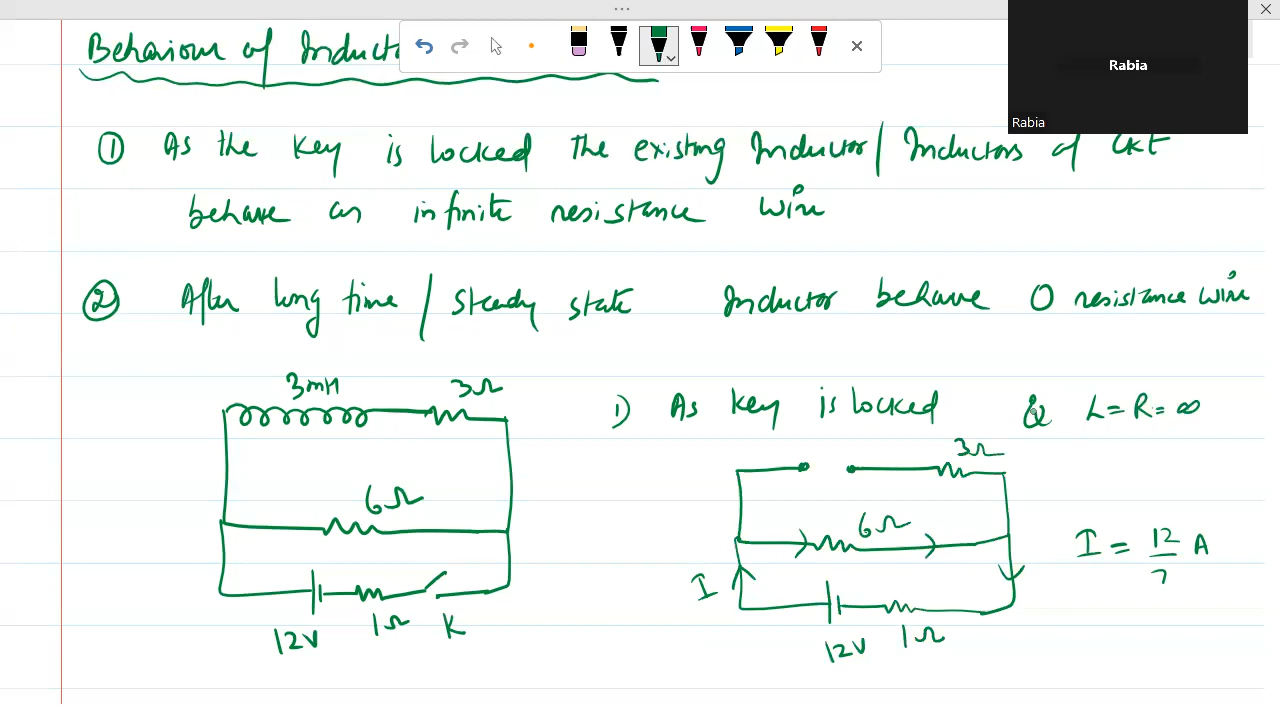 Behaviour of Induct
Rabia
Rabia
① As the key is locked the existing Inductor/ Inductors of CKT
behave as infinite resistance wire
② After long time / steady state Inductor behave 0 resistance wire
3mH 3Ω
1) As key is locked & L=R=∞
3Ω
6Ω
6Ω
I = 12/7 A
I
12V 1Ω K
12V 1Ω